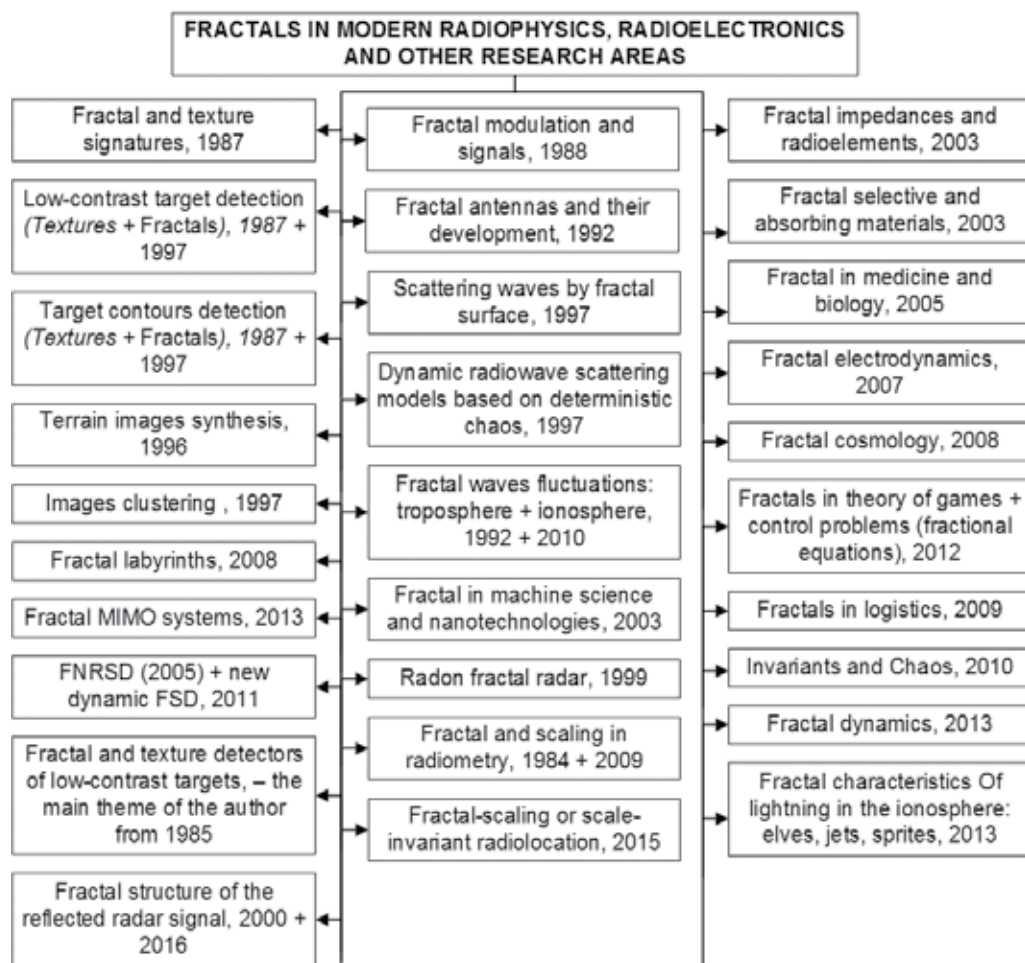 FRACTALS IN MODERN RADIOPHYSICS, RADIOELECTRONICS
AND OTHER RESEARCH AREAS
Fractal and texture
signatures, 1987
Low-contrast target detection
(Textures + Fractals), 1987 +
1997
Target contours detection
(Textures + Fractals), 1987 +
1997
Terrain images synthesis,
1996
Images clustering , 1997
Fractal labyrinths, 2008
Fractal MIMO systems, 2013
FNRSD (2005) + new
dynamic FSD, 2011
Fractal and texture detectors
of low-contrast targets, – the
main theme of the author
from 1985
Fractal structure of the
reflected radar signal, 2000 +
2016
Fractal modulation and
signals, 1988
Fractal antennas and their
development, 1992
Scattering waves by fractal
surface, 1997
Dynamic radiowave scattering
models based on deterministic
chaos, 1997
Fractal waves fluctuations:
troposphere + ionosphere,
1992 + 2010
Fractal in machine science
and nanotechnologies, 2003
Radon fractal radar, 1999
Fractal and scaling in
radiometry, 1984 + 2009
Fractal-scaling or scale-
invariant radiolocation, 2015
Fractal impedances and
radioelements, 2003
Fractal selective and
absorbing materials, 2003
Fractal in medicine and
biology, 2005
Fractal electrodynamics,
2007
Fractal cosmology, 2008
Fractals in theory of games +
control problems (fractional
equations), 2012
Fractals in logistics, 2009
Invariants and Chaos, 2010
Fractal dynamics, 2013
Fractal characteristics Of
lightning in the ionosphere:
elves, jets, sprites, 2013